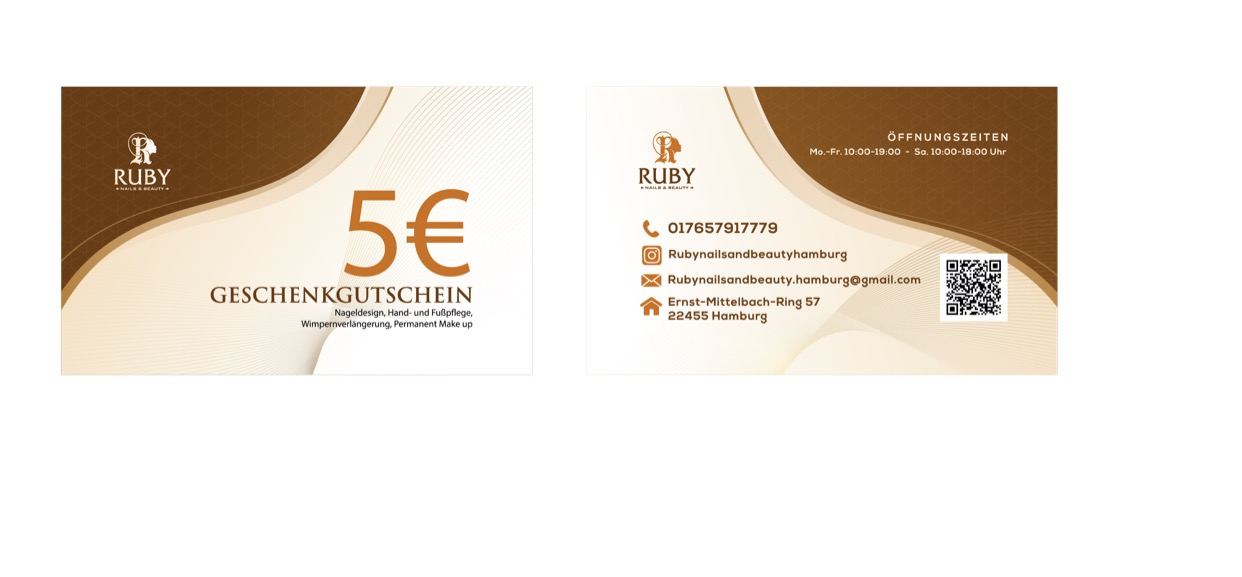 RUBY
NAILS & BEAUTY
5€
GESCHENKGUTSCHEIN
Nageldesign, Hand- und Fußpflege,
Wimpernverlängerung, Permanent Make up
RUBY
NAILS & BEAUTY
ÖFFNUNGSZEITEN
Mo.-Fr. 10:00-19:00 - Sa. 10:00-18:00 Uhr
017657917779
Rubynailsandbeautyhamburg
Rubynailsandbeauty.hamburg@gmail.com
Ernst-Mittelbach-Ring 57
22455 Hamburg